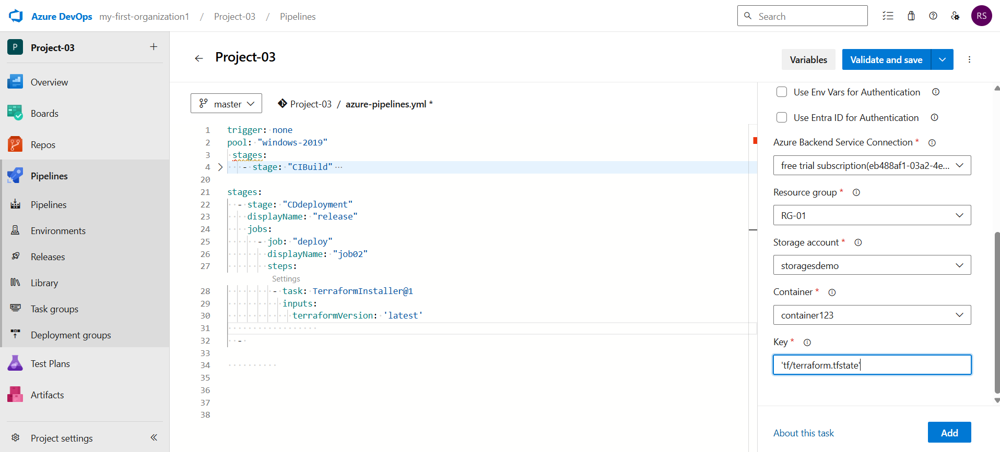 Azure DevOps my-first-organization1 / Project-03 / Pipelines
Search
RS
P Project-03
Overview
Boards
Repos
Pipelines
Pipelines
Environments
Releases
Library
Task groups
Deployment groups
Test Plans
Artifacts
Project settings
Project-03
Variables
Validate and save
master
Project-03 / azure-pipelines.yml *
1 trigger: none
2 pool: "windows-2019"
3 stages:
4 - stage: "CIBuild" ...
20
21 stages:
22 - stage: "CDdeployment"
23 displayName: "release"
24 jobs:
25 - job: "deploy"
26 displayName: "job02"
27 steps:
Settings
28 - task: TerraformInstaller@1
29 inputs:
30 terraformVersion: 'latest'
31
32 -
33
34
35
36
37
38
Use Env Vars for Authentication
Use Entra ID for Authentication
Azure Backend Service Connection *
free trial subscription(eb488af1-03a2-4e...
Resource group *
RG-01
Storage account *
storagesdemo
Container *
container123
Key *
'tf/terraform.tfstate'
About this task
Add